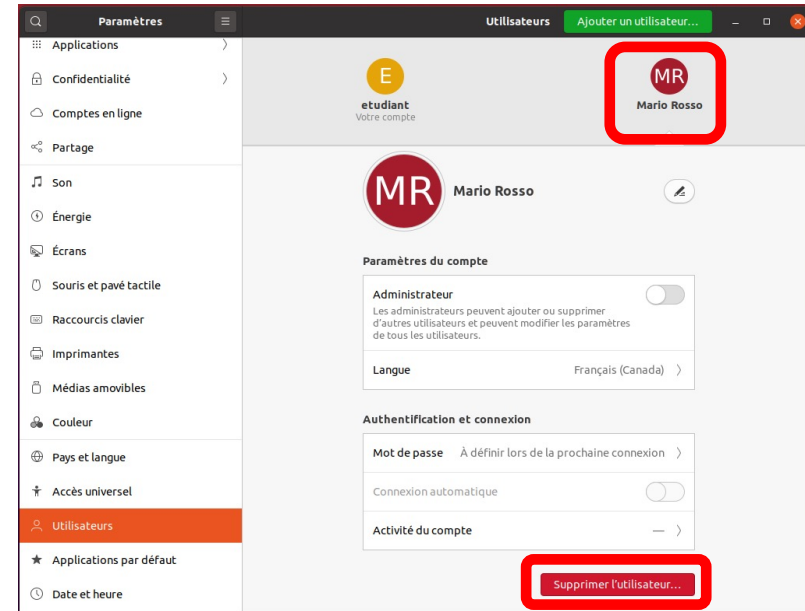 Paramètres
Utilisateurs
Ajouter un utilisateur...
Applications
Confidentialité
Comptes en ligne
Partage
Son
Énergie
Écrans
Souris et pavé tactile
Raccourcis clavier
Imprimantes
Médias amovibles
Couleur
Pays et langue
Accès universel
Utilisateurs
Applications par défaut
Date et heure
E
etudiant
Votre compte
MR
Mario Rosso
MR
Mario Rosso
Paramètres du compte
Administrateur
Les administrateurs peuvent ajouter ou supprimer
d'autres utilisateurs et peuvent modifier les paramètres
de tous les utilisateurs.
Langue
Français (Canada)
Authentification et connexion
Mot de passe
À définir lors de la prochaine connexion
Connexion automatique
Activité du compte
—
Supprimer l'utilisateur...